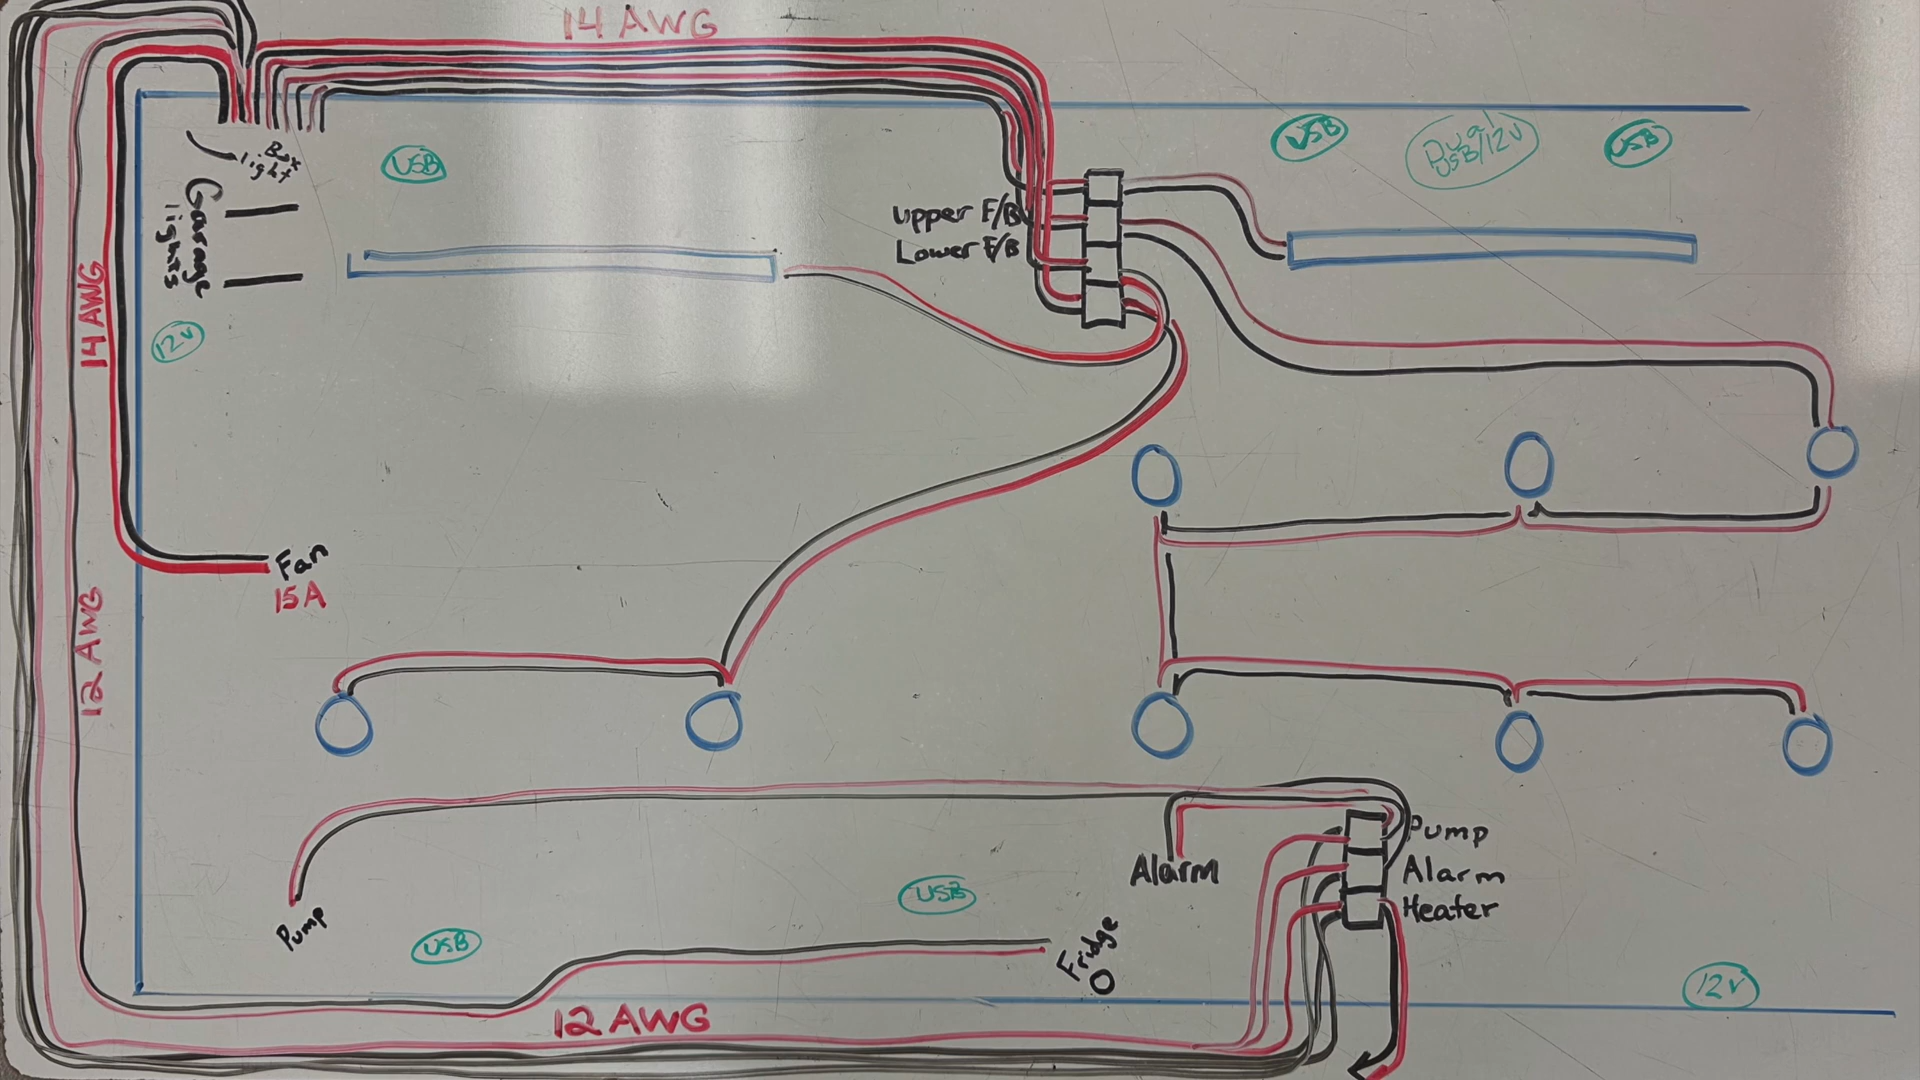 14 AWG
Box
light
USB
USB
Dual
USB/12V
USB
Garage
lights
Upper F/B
Lower F/B
14 AWG
12V
Fan
15A
12 AWG
Pump
Alarm
Alarm
Heater
USB
Pump
USB
Fridge
12V
12 AWG